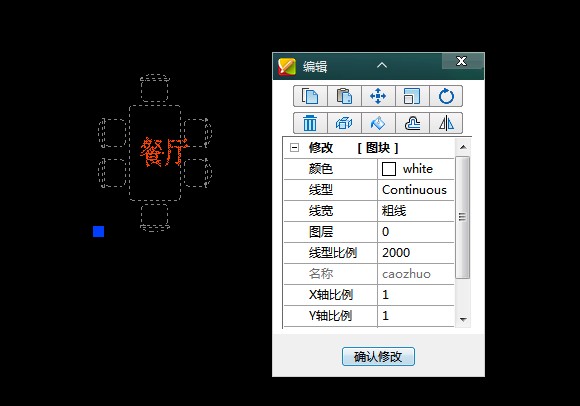 餐厅
编辑
修改 [ 图块 ]
颜色 white
线型 Continuous
线宽 粗线
图层 0
线型比例 2000
名称 caozhuo
X轴比例 1
Y轴比例 1
确认修改